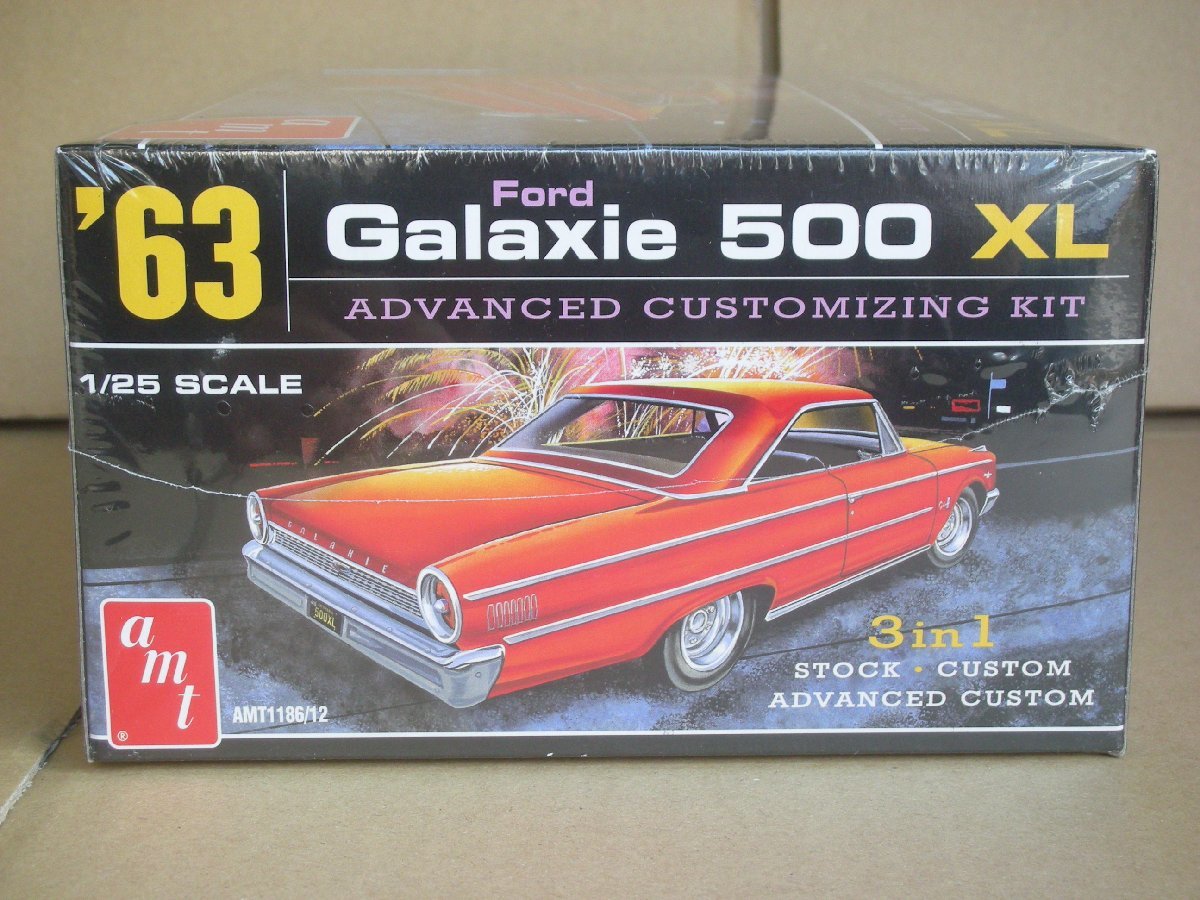 '63
Ford
Galaxie 500 XL
ADVANCED CUSTOMIZING KIT
1/25 SCALE
GALAXIE
500XL
3 in 1
STOCK · CUSTOM
ADVANCED CUSTOM
amt
®
AMT1186/12